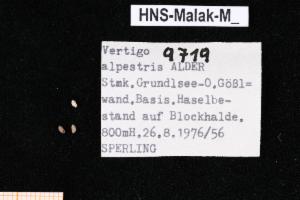 HNS-Malak-M_
9719
Vertigo
alpestris ALDER
Stmk,Grundlsee-O,Gößl=
wand,Basis,Haselbe-
stand auf Blockhalde,
800mH,26.8.1976/56
SPERLING